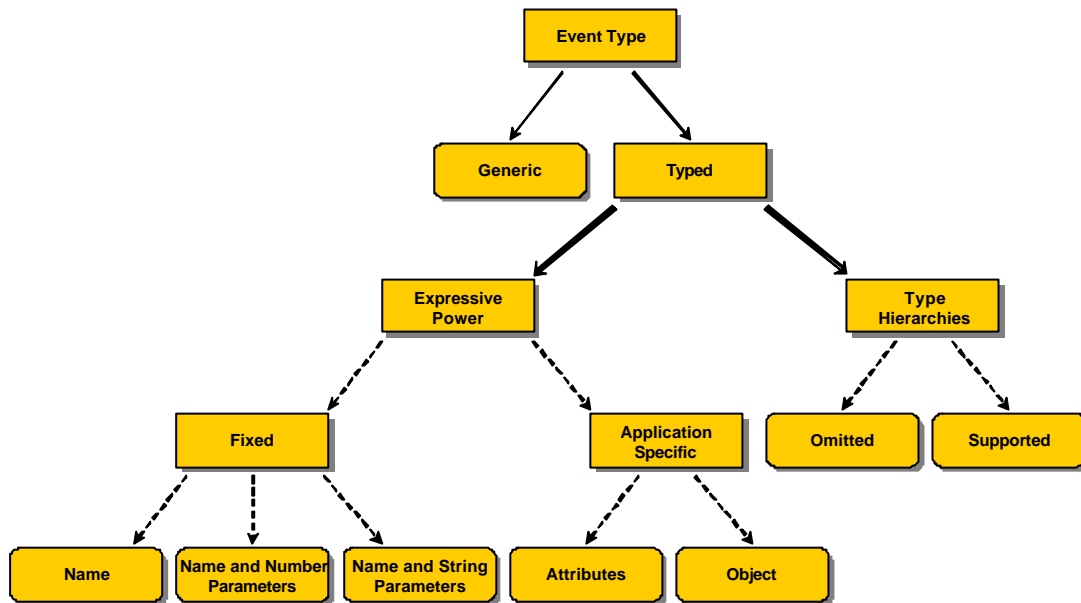 Event Type
Generic
Typed
Expressive
Power
Type
Hierarchies
Fixed
Application
Specific
Omitted
Supported
Name
Name and Number
Parameters
Name and String
Parameters
Attributes
Object